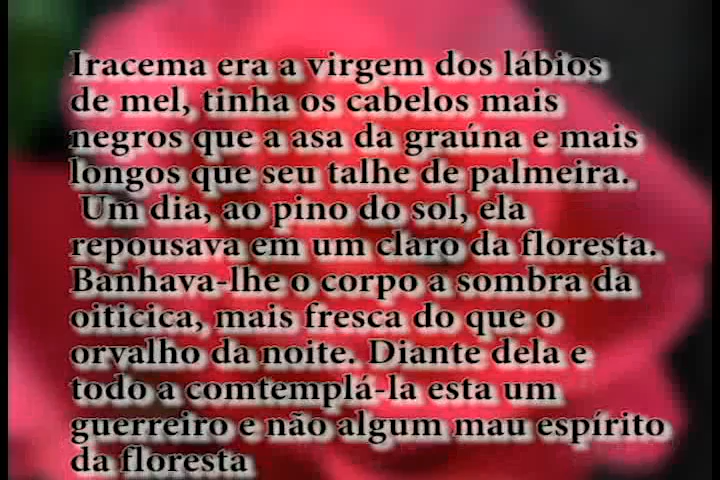 Iracema era a virgem dos lábios
de mel, tinha os cabelos mais
negros que a asa da graúna e mais
longos que seu talhe de palmeira.
Um dia, ao pino do sol, ela
repousava em um claro da floresta.
Banhava-lhe o corpo a sombra da
oiticica, mais fresca do que o
orvalho da noite. Diante dela e
todo a comtemplá-la esta um
guerreiro e não algum mau espírito
da floresta